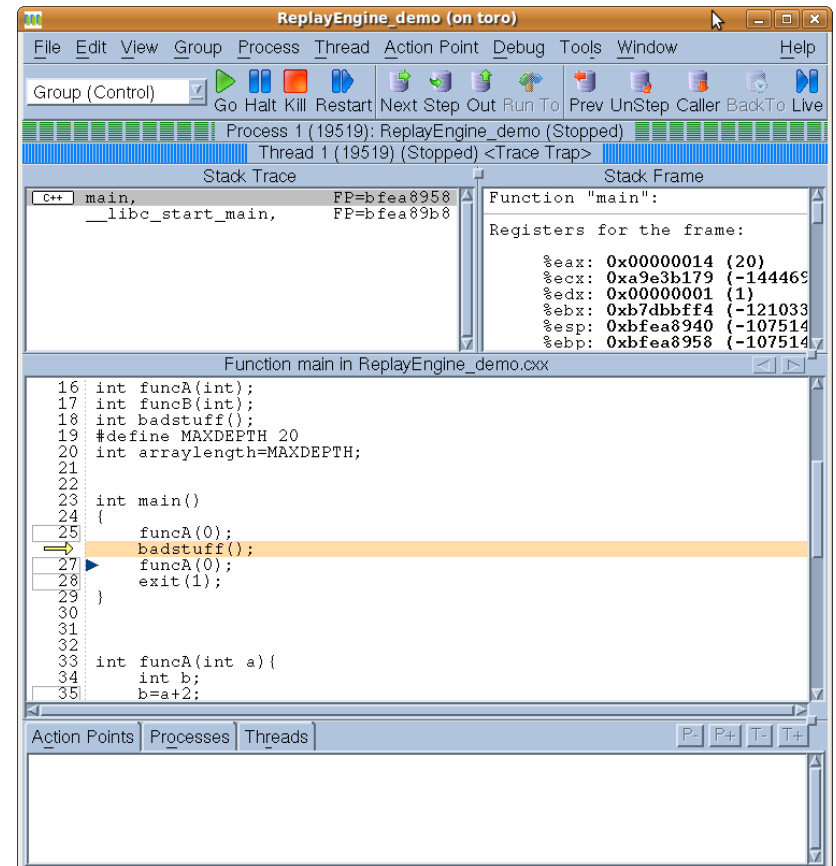 ReplayEngine_demo (on toro)
File Edit View Group Process Thread Action Point Debug Tools Window Help
Group (Control) Go Halt Kill Restart Next Step Out Run To Prev UnStep Caller BackTo Live
Process 1 (19519): ReplayEngine_demo (Stopped)
Thread 1 (19519) (Stopped) <Trace Trap>
Stack Trace
C++ main, FP=bfea8958
__libc_start_main, FP=bfea89b8
Stack Frame
Function "main":
Registers for the frame:
%eax: 0x00000014 (20)
%ecx: 0xa9e3b179 (-144469
%edx: 0x00000001 (1)
%ebx: 0xb7dbbff4 (-121033
%esp: 0xbfea8940 (-107514
%ebp: 0xbfea8958 (-107514
Function main in ReplayEngine_demo.cxx
16 int funcA(int);
17 int funcB(int);
18 int badstuff();
19 #define MAXDEPTH 20
20 int arraylength=MAXDEPTH;
21
22
23 int main()
24 {
25 funcA(0);
badstuff();
27 funcA(0);
28 exit(1);
29 }
30
31
32
33 int funcA(int a){
34 int b;
35 b=a+2;
Action Points Processes Threads P- P+ T- T+